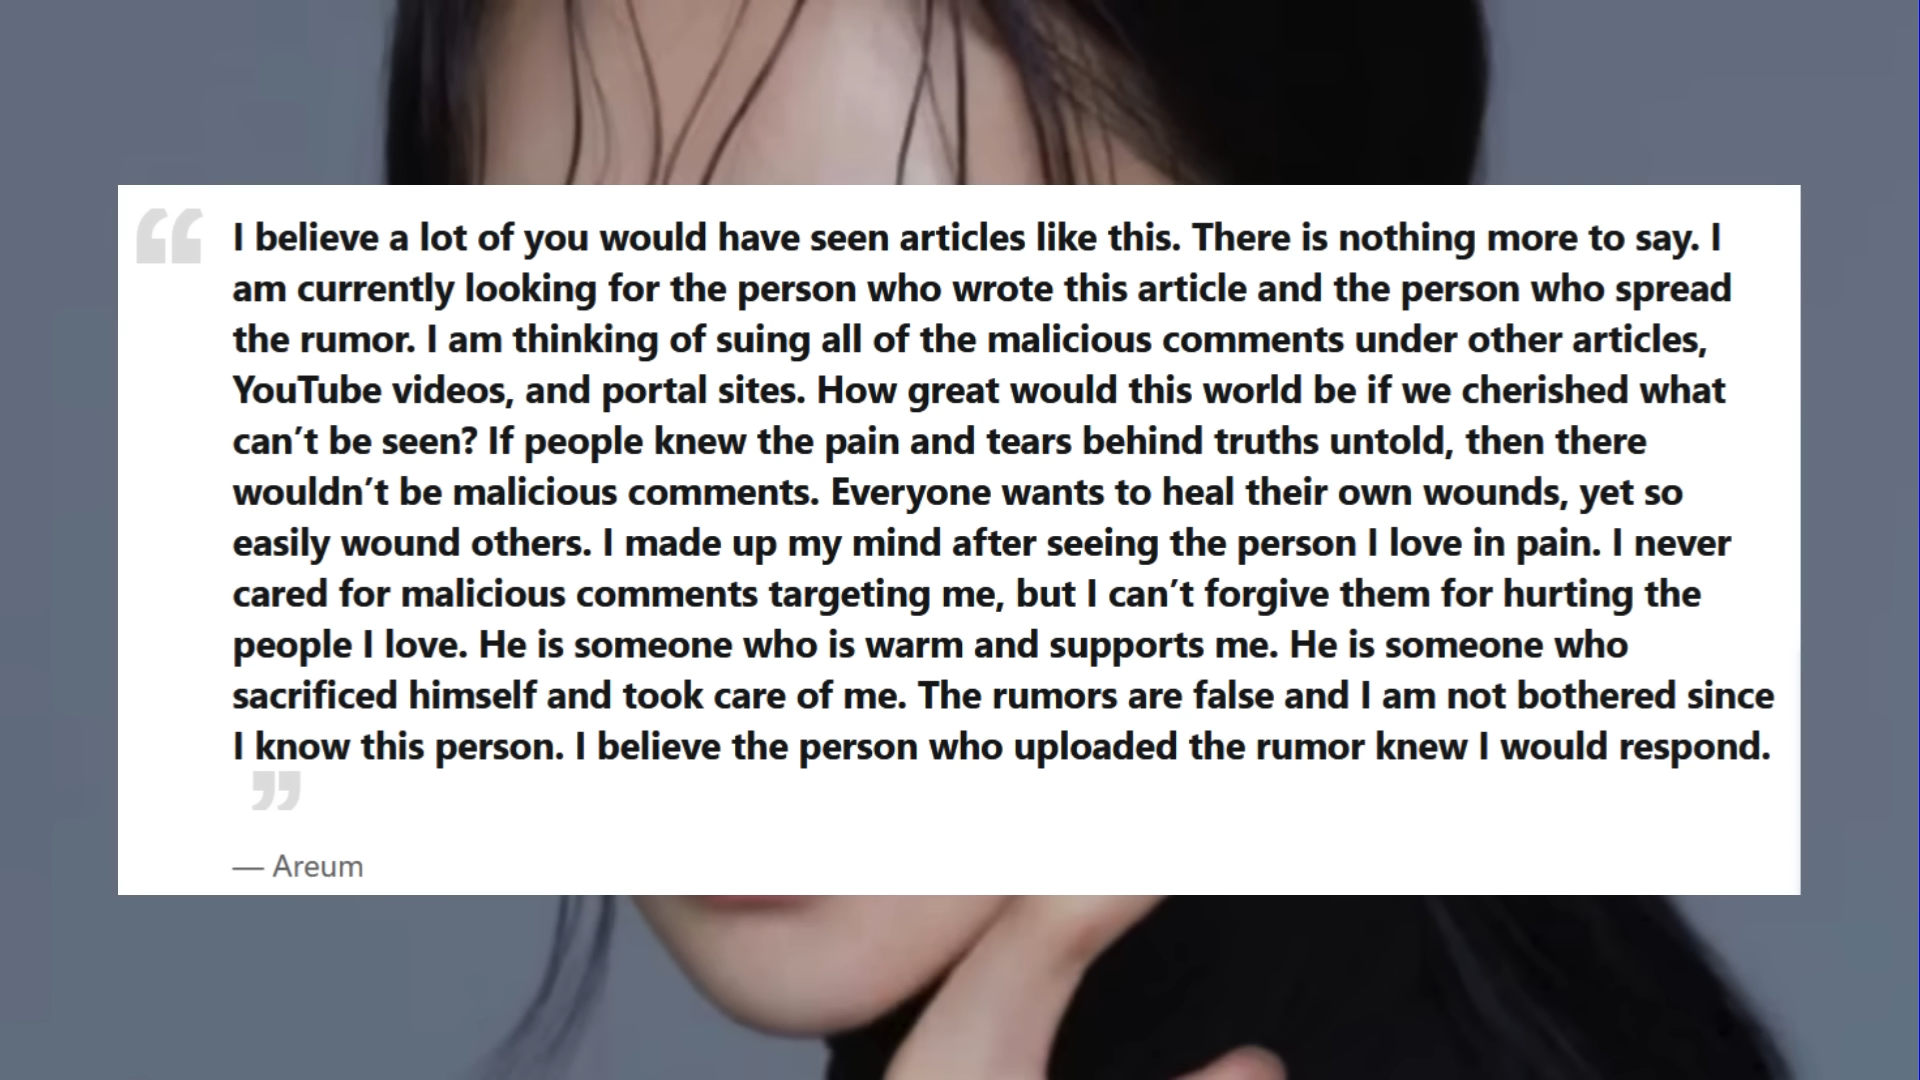 “
I believe a lot of you would have seen articles like this. There is nothing more to say. I
am currently looking for the person who wrote this article and the person who spread
the rumor. I am thinking of suing all of the malicious comments under other articles,
YouTube videos, and portal sites. How great would this world be if we cherished what
can’t be seen? If people knew the pain and tears behind truths untold, then there
wouldn’t be malicious comments. Everyone wants to heal their own wounds, yet so
easily wound others. I made up my mind after seeing the person I love in pain. I never
cared for malicious comments targeting me, but I can’t forgive them for hurting the
people I love. He is someone who is warm and supports me. He is someone who
sacrificed himself and took care of me. The rumors are false and I am not bothered since
I know this person. I believe the person who uploaded the rumor knew I would respond.
”
— Areum